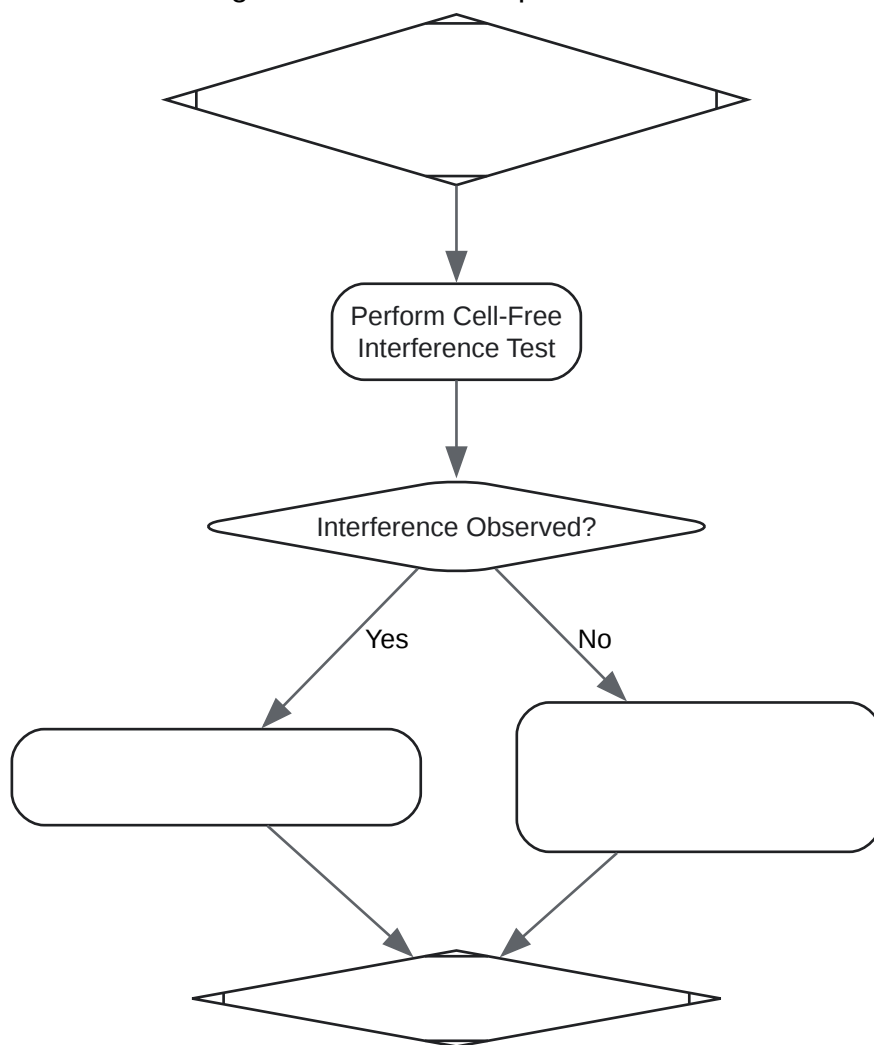 Perform Cell-Free
Interference Test
Interference Observed?
Yes
No